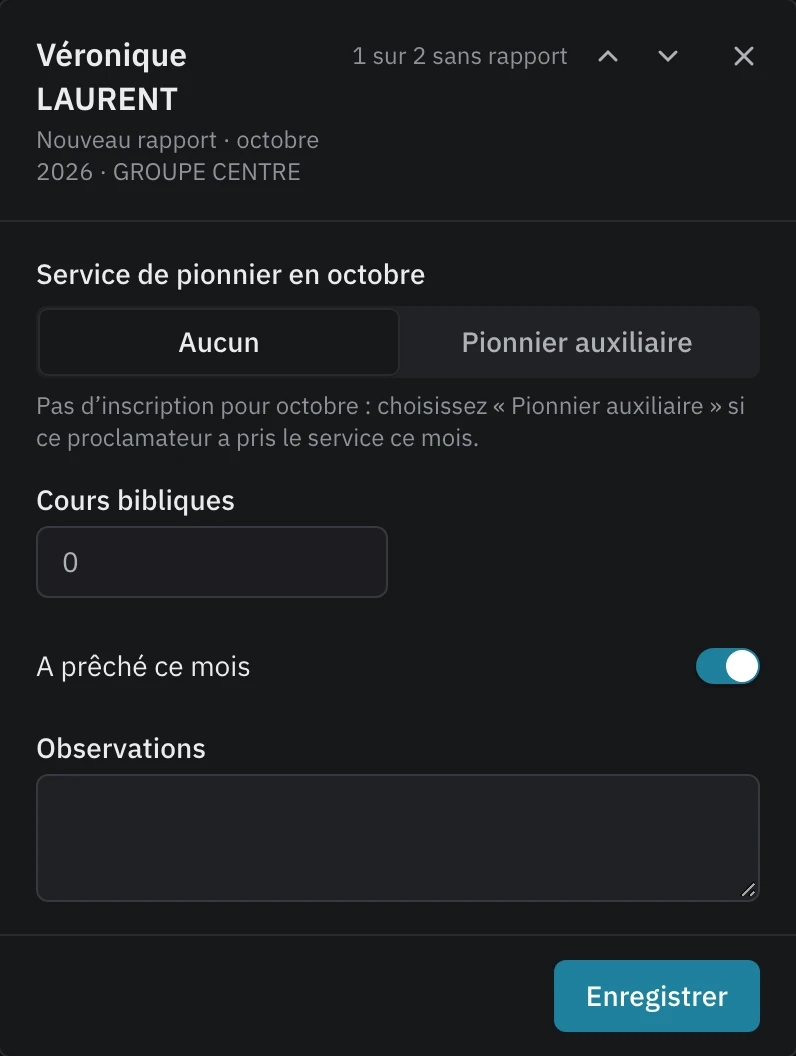 Véronique
LAURENT
1 sur 2 sans rapport
Nouveau rapport · octobre
2026 · GROUPE CENTRE
Service de pionnier en octobre
Aucun
Pionnier auxiliaire
Pas d’inscription pour octobre : choisissez « Pionnier auxiliaire » si
ce proclamateur a pris le service ce mois.
Cours bibliques
0
A prêché ce mois
Observations
Enregistrer